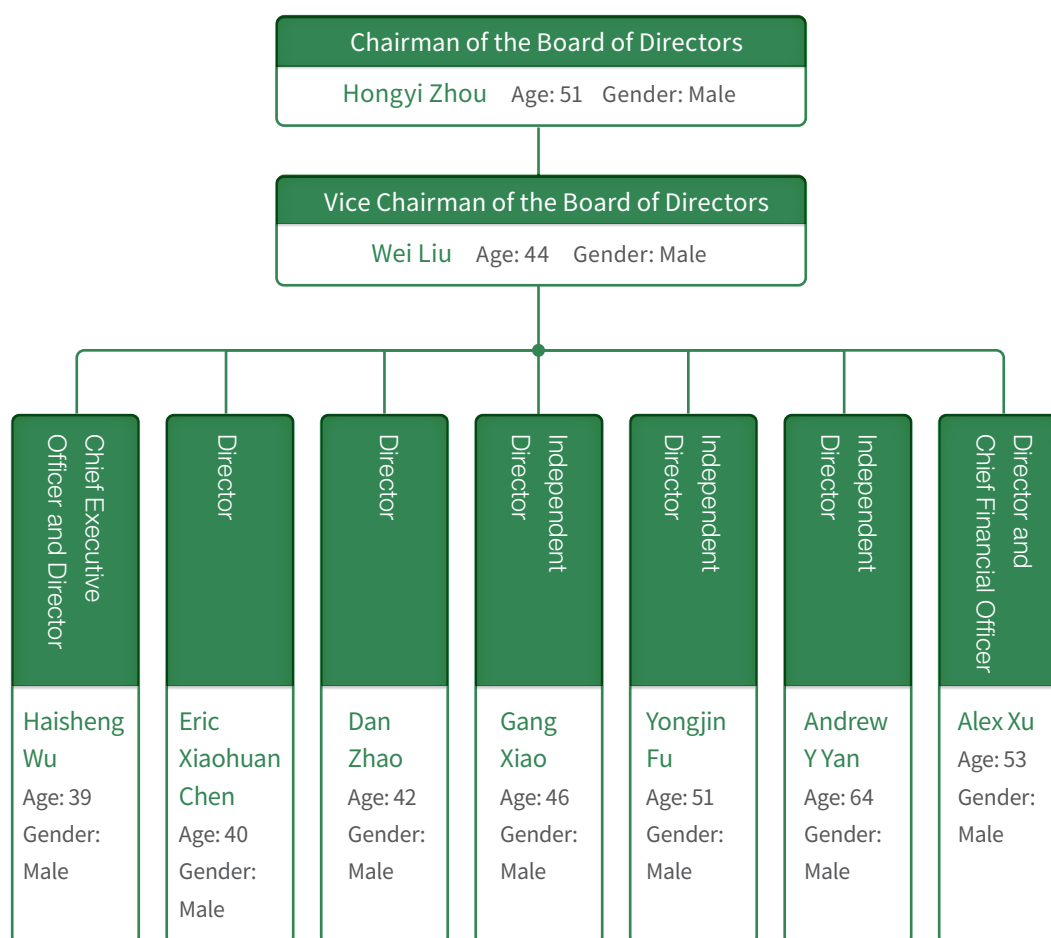 Chairman of the Board of Directors
Hongyi Zhou Age: 51 Gender: Male
Vice Chairman of the Board of Directors
Wei Liu Age: 44 Gender: Male
Chief Executive
Officer and Director
Haisheng
Wu
Age: 39
Gender:
Male
Director
Eric
Xiaohuan
Chen
Age: 40
Gender:
Male
Director
Dan
Zhao
Age: 42
Gender:
Male
Independent
Director
Gang
Xiao
Age: 46
Gender:
Male
Independent
Director
Yongjin
Fu
Age: 51
Gender:
Male
Independent
Director
Andrew
Y Yan
Age: 64
Gender:
Male
Director and
Chief Financial Officer
Alex Xu
Age: 53
Gender:
Male